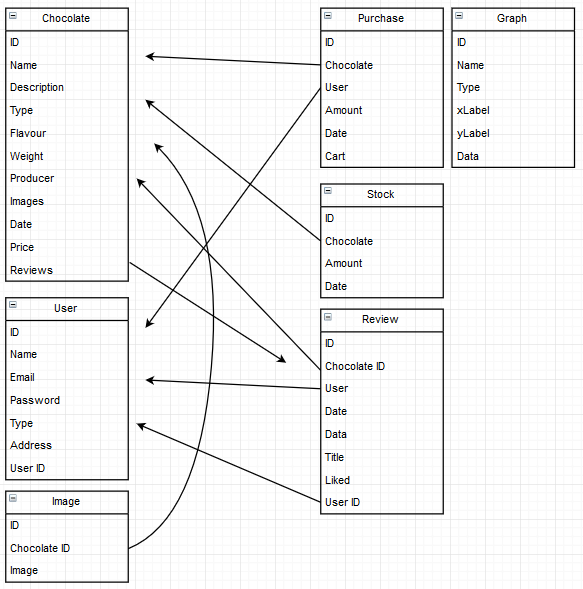 Chocolate
ID
Name
Description
Type
Flavour
Weight
Producer
Images
Date
Price
Reviews
User
ID
Name
Email
Password
Type
Address
User ID
Image
ID
Chocolate ID
Image
Purchase
ID
Chocolate
User
Amount
Date
Cart
Stock
ID
Chocolate
Amount
Date
Review
ID
Chocolate ID
User
Date
Data
Title
Liked
User ID
Graph
ID
Name
Type
xLabel
yLabel
Data